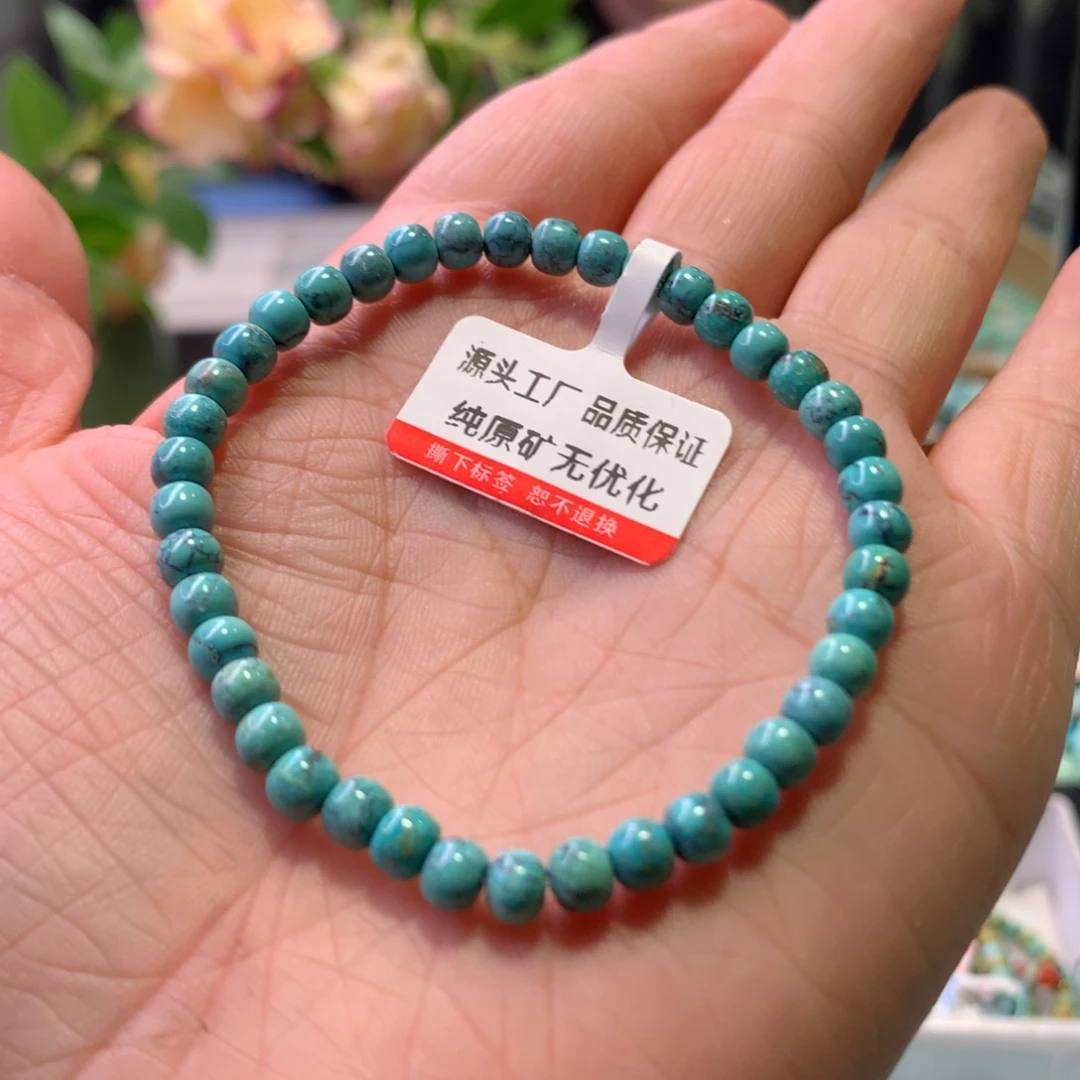 源头工厂 品质保证
纯原矿无优化
撕下标签 恕不退换